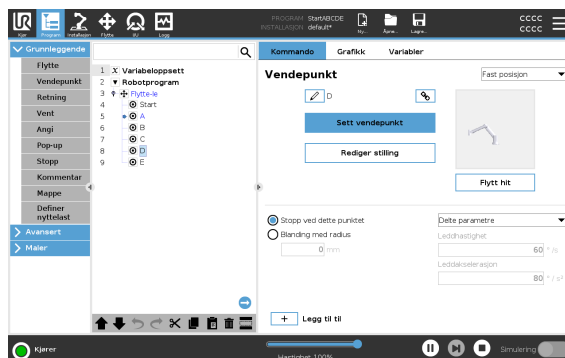 UR
PROGRAM StartABCDE
INSTALLASJON default*
CCCC
CCCC
Kjør Program Installasjon Flytte I/U Logg Ny... Åpne... Lagre...
Grunnleggende
Flytte
Vendepunkt
Retning
Vent
Angi
Pop-up
Stopp
Kommentar
Mappe
Definer
nyttelast
Avansert
Maler
1 X Variabeloppsett
2 Robotprogram
3 Flytte-le
4 Start
5 A
6 B
7 C
8 D
9 E
Kommando Grafikk Variabler
Vendepunkt
Fast posisjon
D
Sett vendepunkt
Rediger stilling
Flytt hit
Stopp ved dette punktet
Delte parametre
Blanding med radius
Leddhastighet
0 mm
60 ° /s
Leddakselerasjon
80 ° / s²
+ Legg til til
Kjører
Hastighet 100%
Simulering